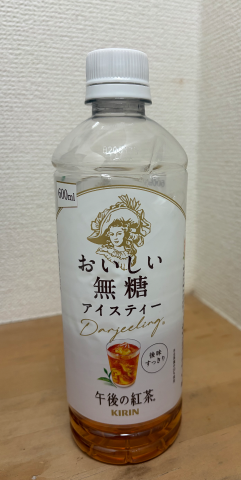 600ml
おいしい
無糖
アイスティー
Darjeeling
後味
すっきり
午後の紅茶
KIRIN